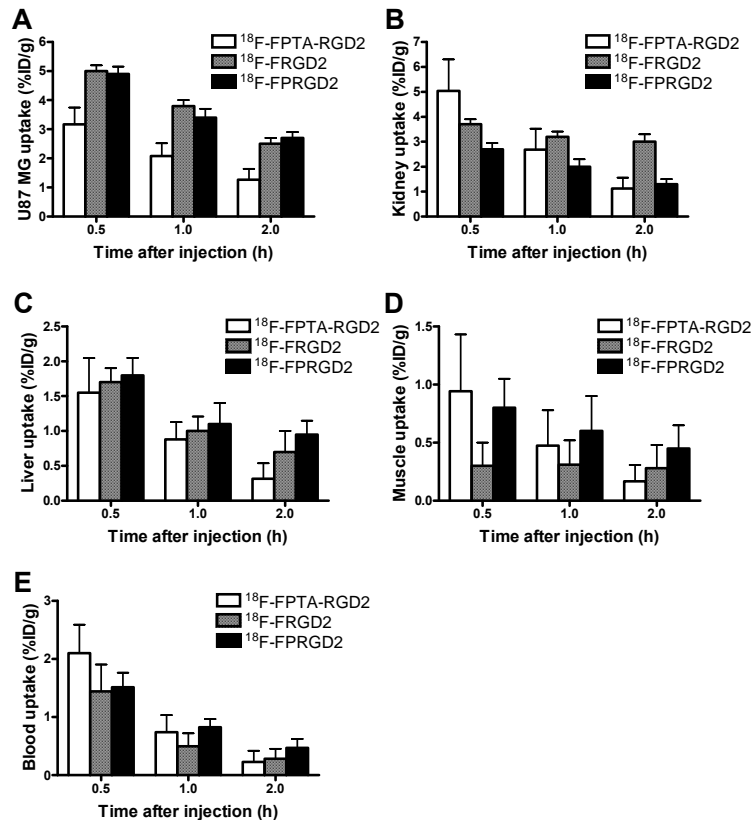 A
U87 MG uptake (%ID/g)
6
5
4
3
2
1
0
¹⁸F-FPTA-RGD2
¹⁸F-FRGD2
¹⁸F-FPRGD2
0.5 1.0 2.0
Time after injection (h)
B
Kidney uptake (%ID/g)
7
6
5
4
3
2
1
0
¹⁸F-FPTA-RGD2
¹⁸F-FRGD2
¹⁸F-FPRGD2
0.5 1.0 2.0
Time after injection (h)
C
Liver uptake (%ID/g)
2.5
2.0
1.5
1.0
0.5
0.0
¹⁸F-FPTA-RGD2
¹⁸F-FRGD2
¹⁸F-FPRGD2
0.5 1.0 2.0
Time after injection (h)
D
Muscle uptake (%ID/g)
1.5
1.0
0.5
0.0
¹⁸F-FPTA-RGD2
¹⁸F-FRGD2
¹⁸F-FPRGD2
0.5 1.0 2.0
Time after injection (h)
E
Blood uptake (%ID/g)
3
2
1
0
¹⁸F-FPTA-RGD2
¹⁸F-FRGD2
¹⁸F-FPRGD2
0.5 1.0 2.0
Time after injection (h)